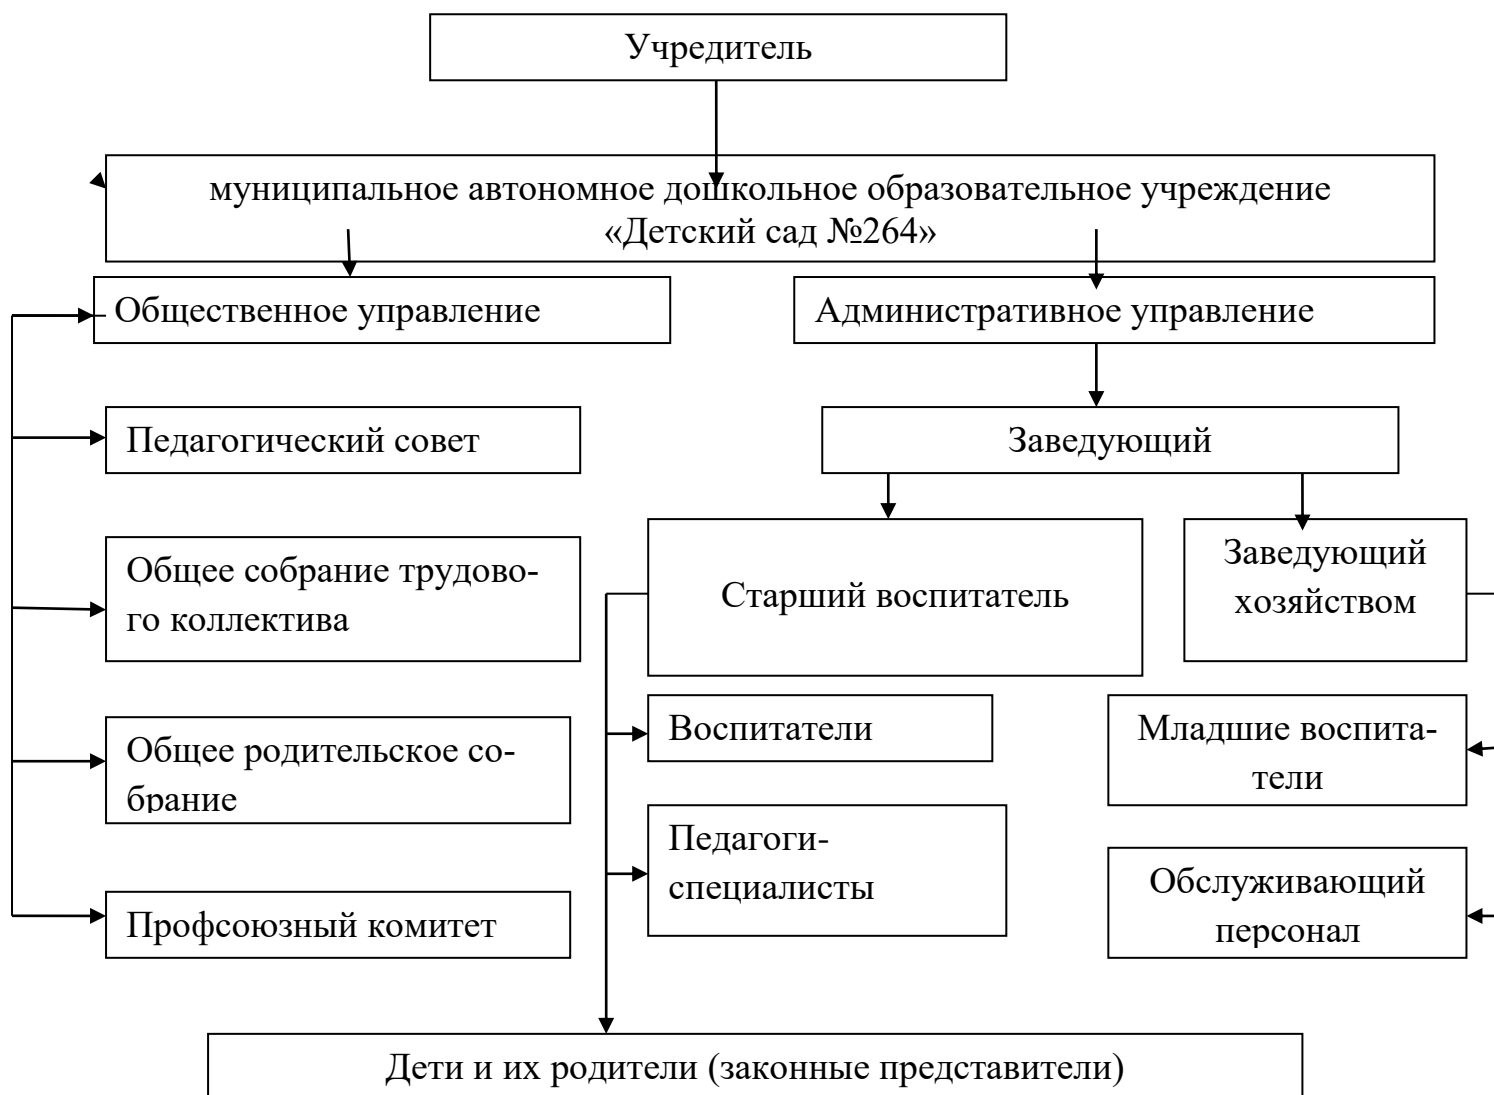 Учредитель
муниципальное автономное дошкольное образовательное учреждение
«Детский сад №264»
Общественное управление
Административное управление
Педагогический совет
Заведующий
Общее собрание трудово-
го коллектива
Старший воспитатель
Заведующий
хозяйством
Общее родительское со-
брание
Воспитатели
Младшие воспита-
тели
Педагоги-
специалисты
Обслуживающий
персонал
Профсоюзный комитет
Дети и их родители (законные представители)